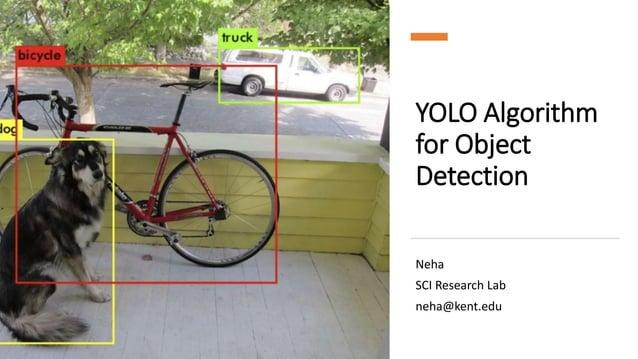 truck
bicycle
dog
YOLO Algorithm
for Object
Detection
Neha
SCI Research Lab
neha@kent.edu